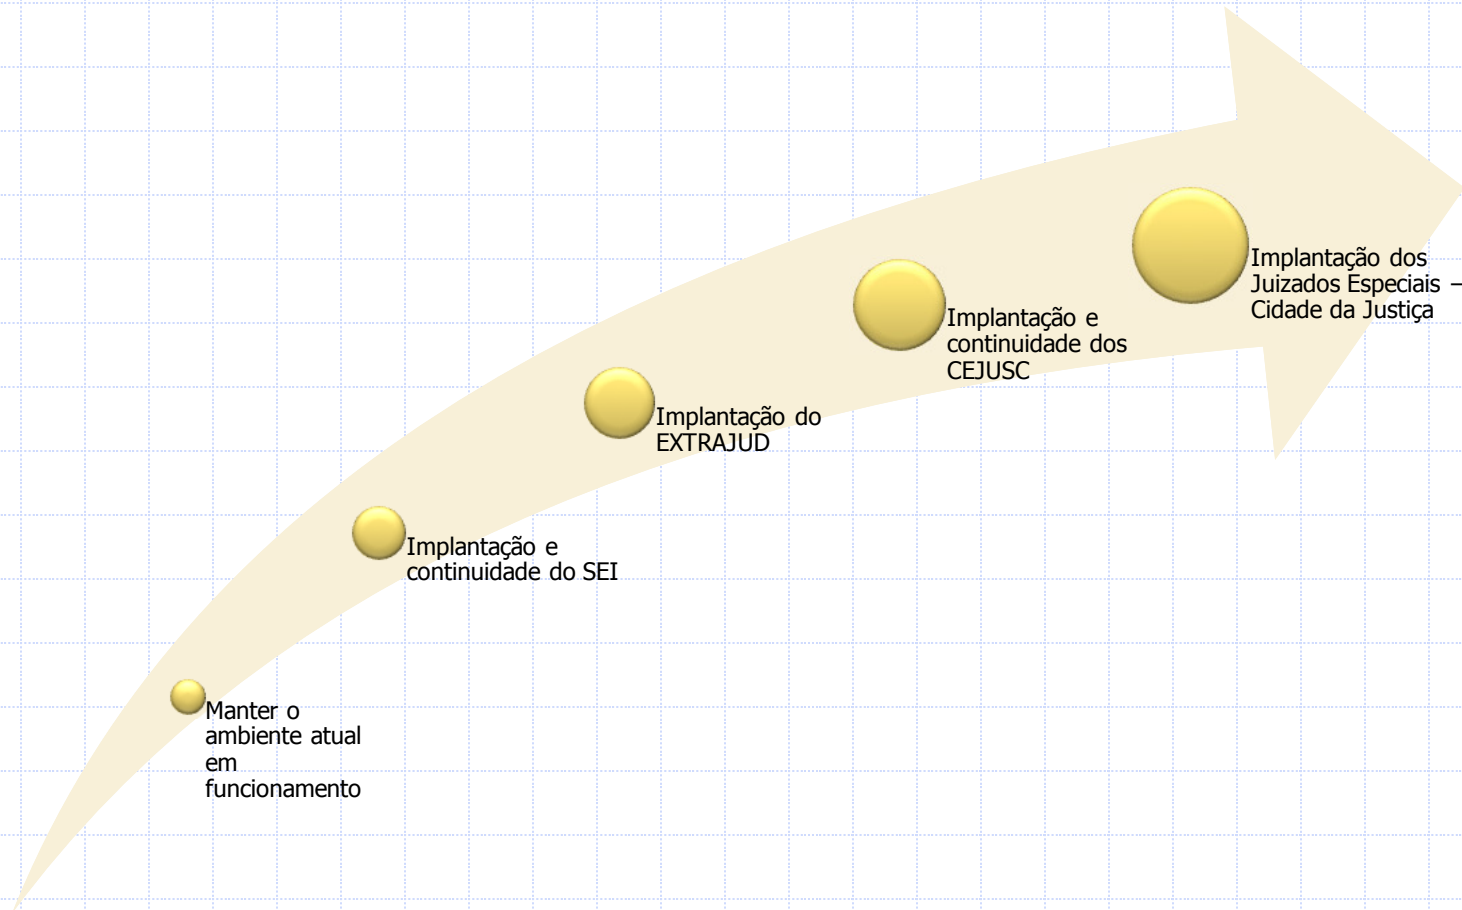 Manter o
ambiente atual
em
funcionamento
Implantação e
continuidade do SEI
Implantação do
EXTRAJUD
Implantação e
continuidade dos
CEJUSC
Implantação dos
Juizados Especiais –
Cidade da Justiça